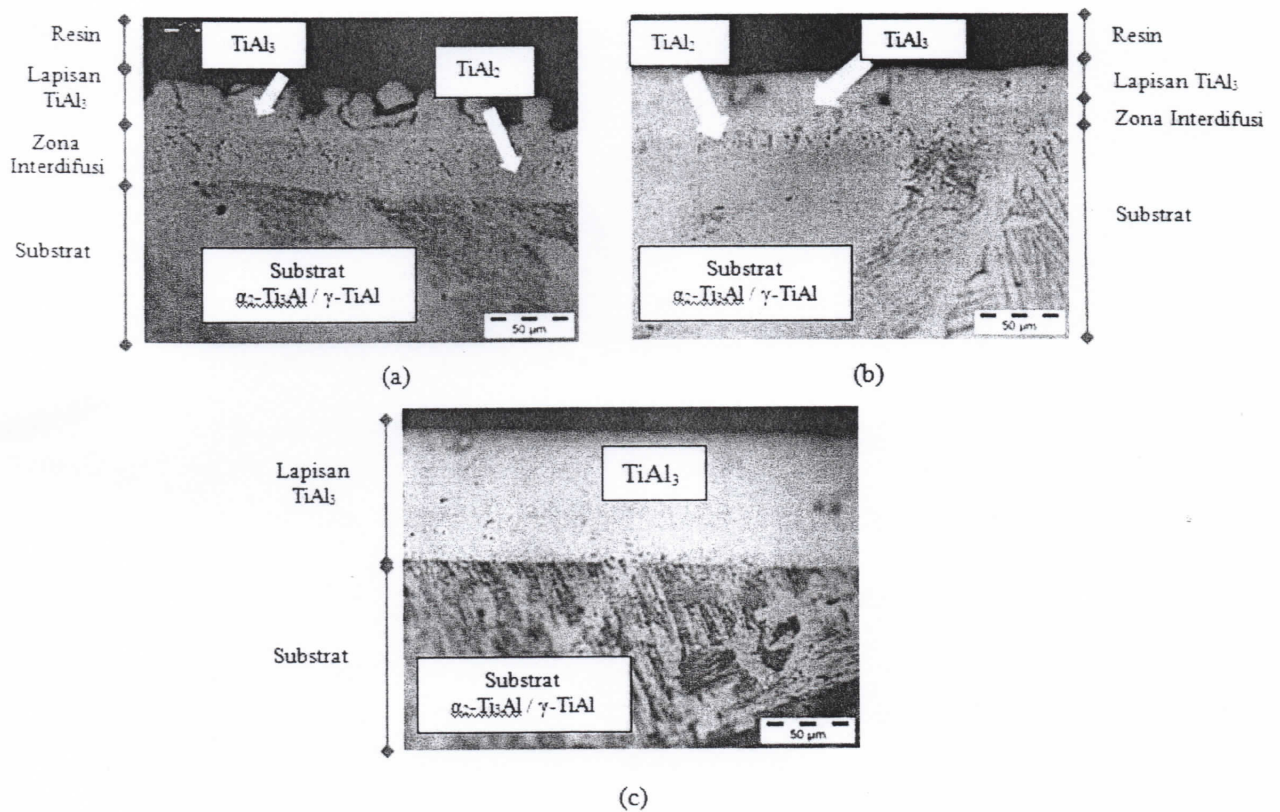 Resin
Lapisan
TiAl₃
Zona
Interdifusi
Substrat
TiAl₃
TiAl₂
Substrat
α₂-Ti₃Al / γ-TiAl
50 µm
(a)
TiAl₂
TiAl₃
Substrat
α₂-Ti₃Al / γ-TiAl
50 µm
Resin
Lapisan TiAl₃
Zona Interdifusi
Substrat
(b)
Lapisan
TiAl₃
Substrat
TiAl₃
Substrat
α₂-Ti₃Al / γ-TiAl
50 µm
(c)